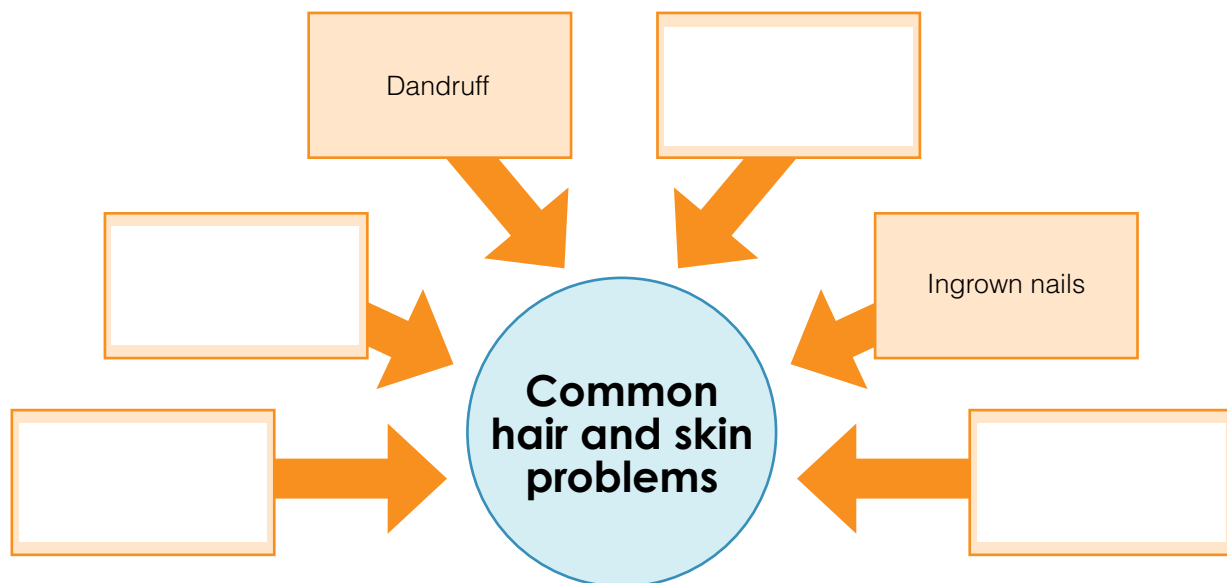 Dandruff
Ingrown nails
Common
hair and skin
problems